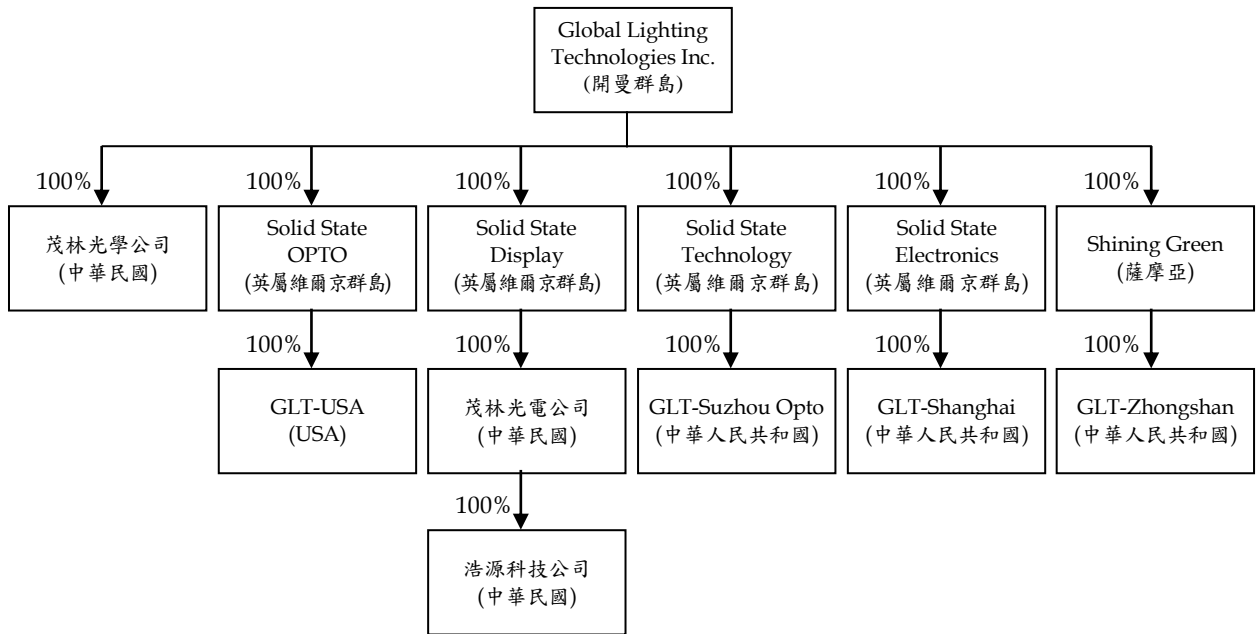 Global Lighting
Technologies Inc.
(開曼群島)
100%
100%
100%
100%
100%
100%
茂林光學公司
(中華民國)
Solid State
OPTO
(英屬維爾京群島)
Solid State
Display
(英屬維爾京群島)
Solid State
Technology
(英屬維爾京群島)
Solid State
Electronics
(英屬維爾京群島)
Shining Green
(薩摩亞)
100%
100%
100%
100%
100%
GLT-USA
(USA)
茂林光電公司
(中華民國)
GLT-Suzhou Opto
(中華人民共和國)
GLT-Shanghai
(中華人民共和國)
GLT-Zhongshan
(中華人民共和國)
100%
浩源科技公司
(中華民國)